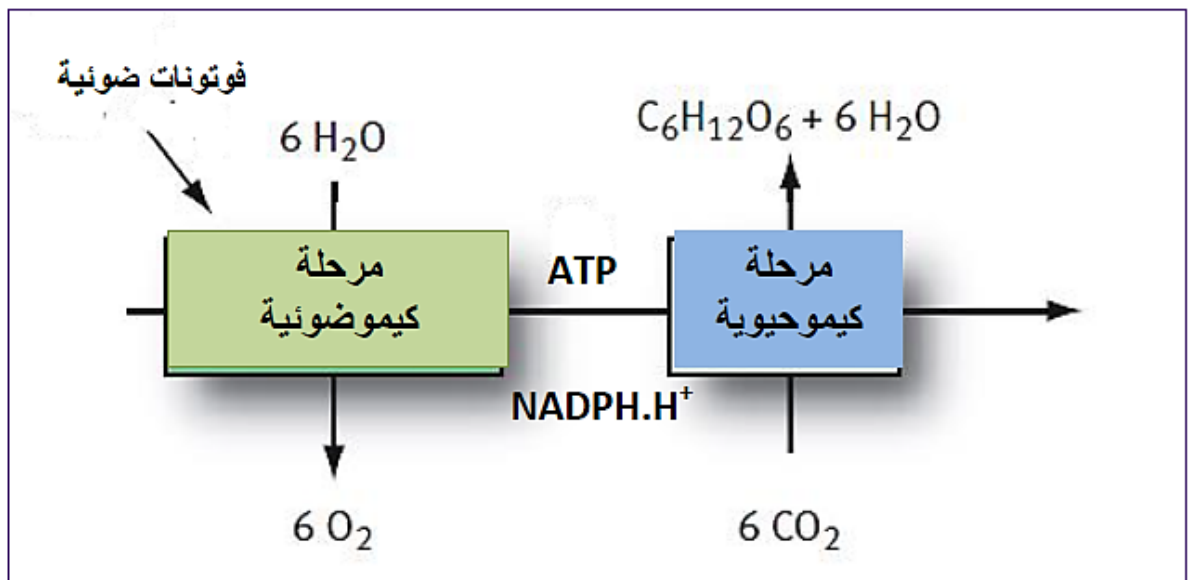 فوتونات ضوئية
6 H₂O
C₆H₁₂O₆ + 6 H₂O
مرحلة
كيموضوئية
ATP
NADPH.H⁺
مرحلة
كيموحيوية
6 O₂
6 CO₂